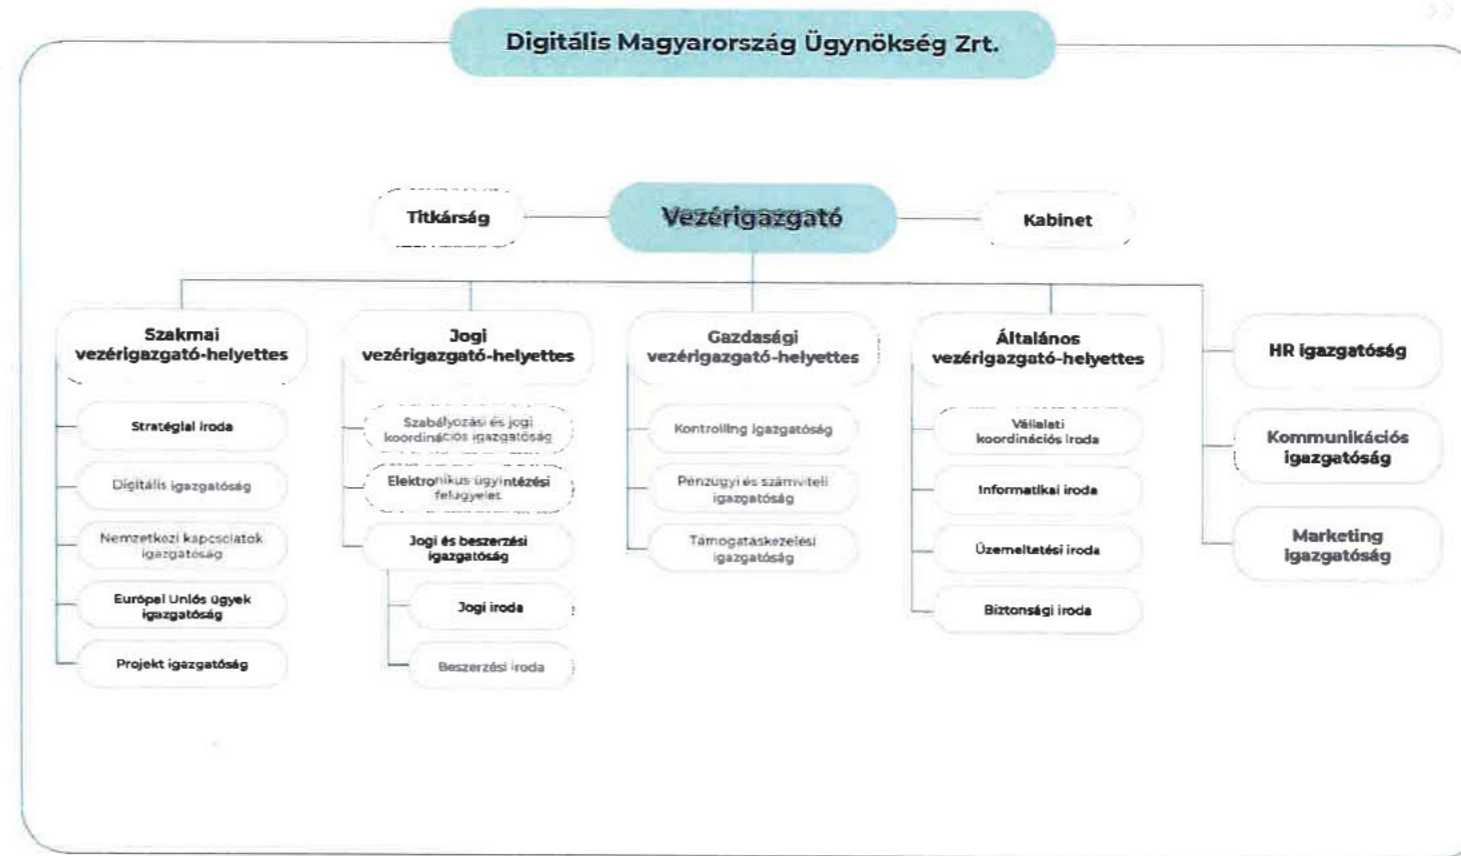 Digitális Magyarország Ügynökség Zrt.
Titkárság
Vezérigazgató
Kabinet
Szakmai
vezérigazgató-helyettes
Stratégiai iroda
Digitális igazgatóság
Nemzetközi kapcsolatok
igazgatóság
Európai Uniós ügyek
igazgatóság
Projekt igazgatóság
Jogi
vezérigazgató-helyettes
Szabályozási és jogi
koordinációs igazgatóság
Elektronikus ügyintézési
felügyelet
Jogi és beszerzési
igazgatóság
Jogi iroda
Beszerzési iroda
Gazdasági
vezérigazgató-helyettes
Kontrolling igazgatóság
Pénzügyi és számviteli
igazgatóság
Támogatáskezelési
igazgatóság
Általános
vezérigazgató-helyettes
Vállalati
koordinációs iroda
Informatikai iroda
Üzemeltetési iroda
Biztonsági iroda
HR igazgatóság
Kommunikációs
igazgatóság
Marketing
igazgatóság